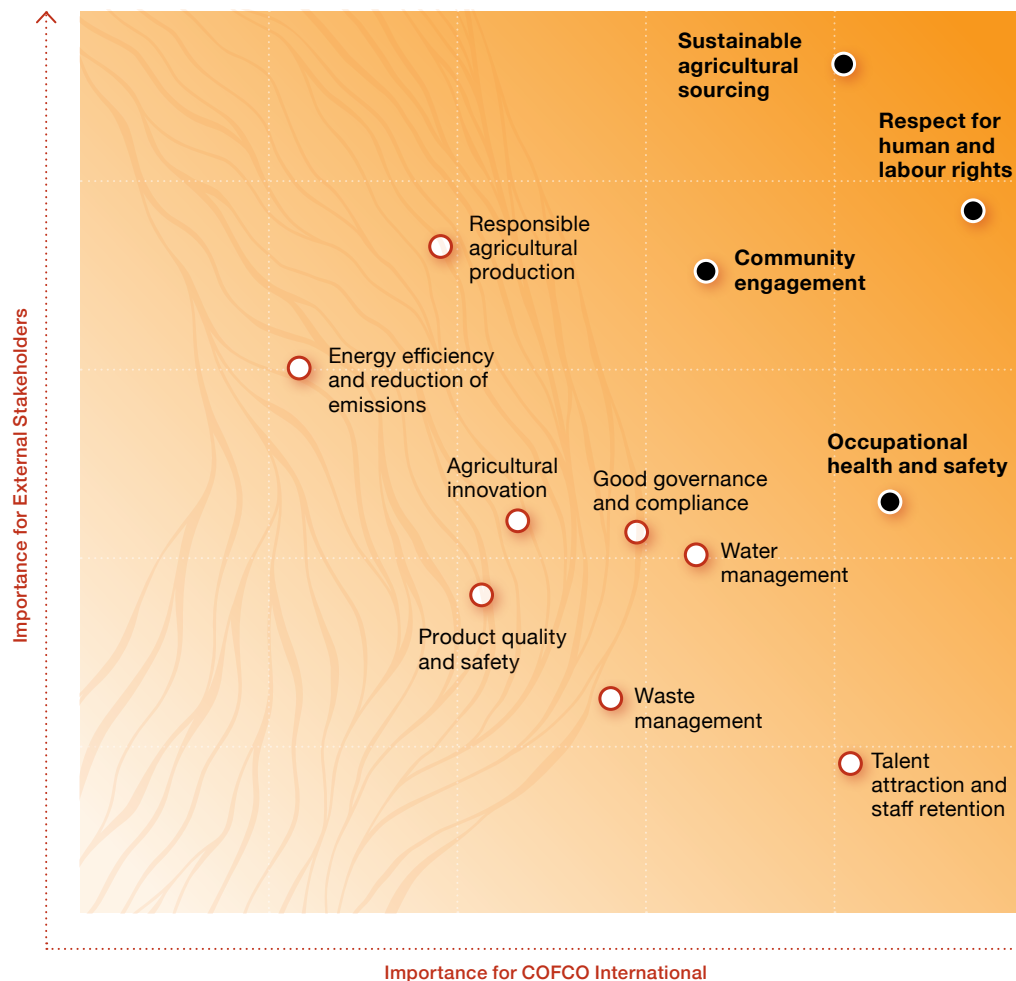 Sustainable
agricultural
sourcing
Respect for
human and
labour rights
Responsible
agricultural
production
Community
engagement
Energy efficiency
and reduction of
emissions
Occupational
health and safety
Agricultural
innovation
Good governance
and compliance
Water
management
Product quality
and safety
Waste
management
Talent
attraction and
staff retention
Importance for External Stakeholders
Importance for COFCO International